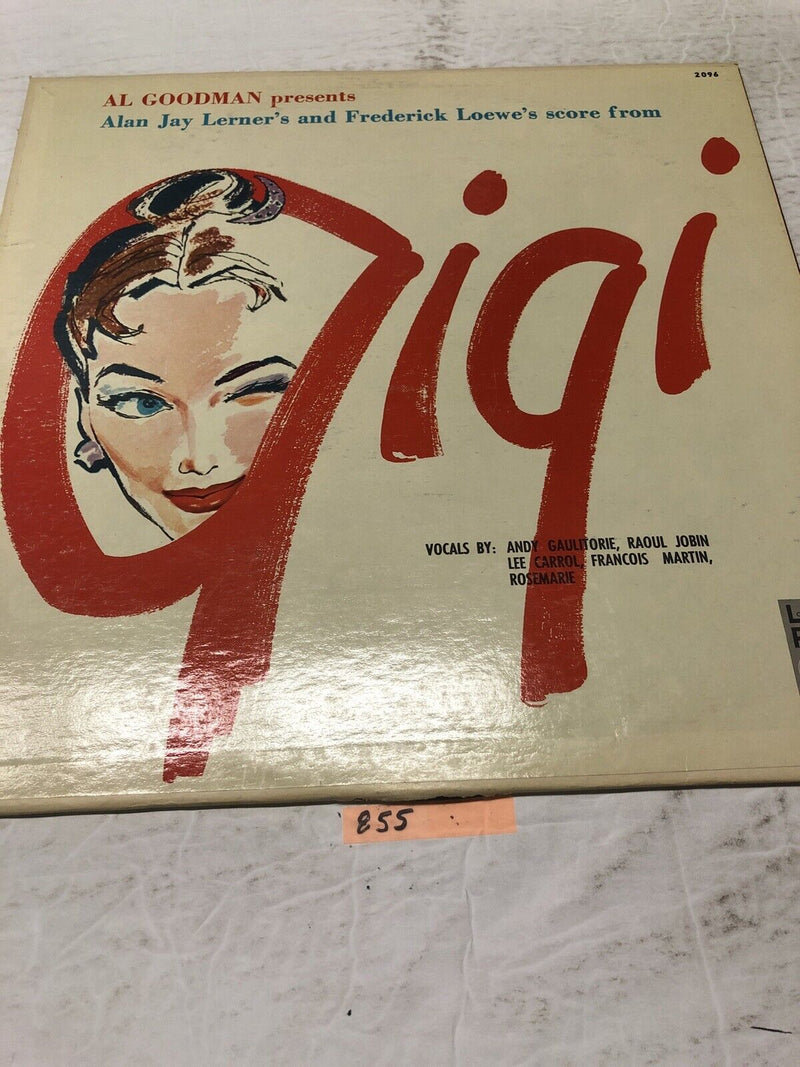 2096
AL GOODMAN presents
Alan Jay Lerner's and Frederick Loewe's score from
Gigi
VOCALS BY: ANDY GAULITORIE, RAOUL JOBIN
LEE CARROL, FRANCOIS MARTIN,
ROSEMARIE
855